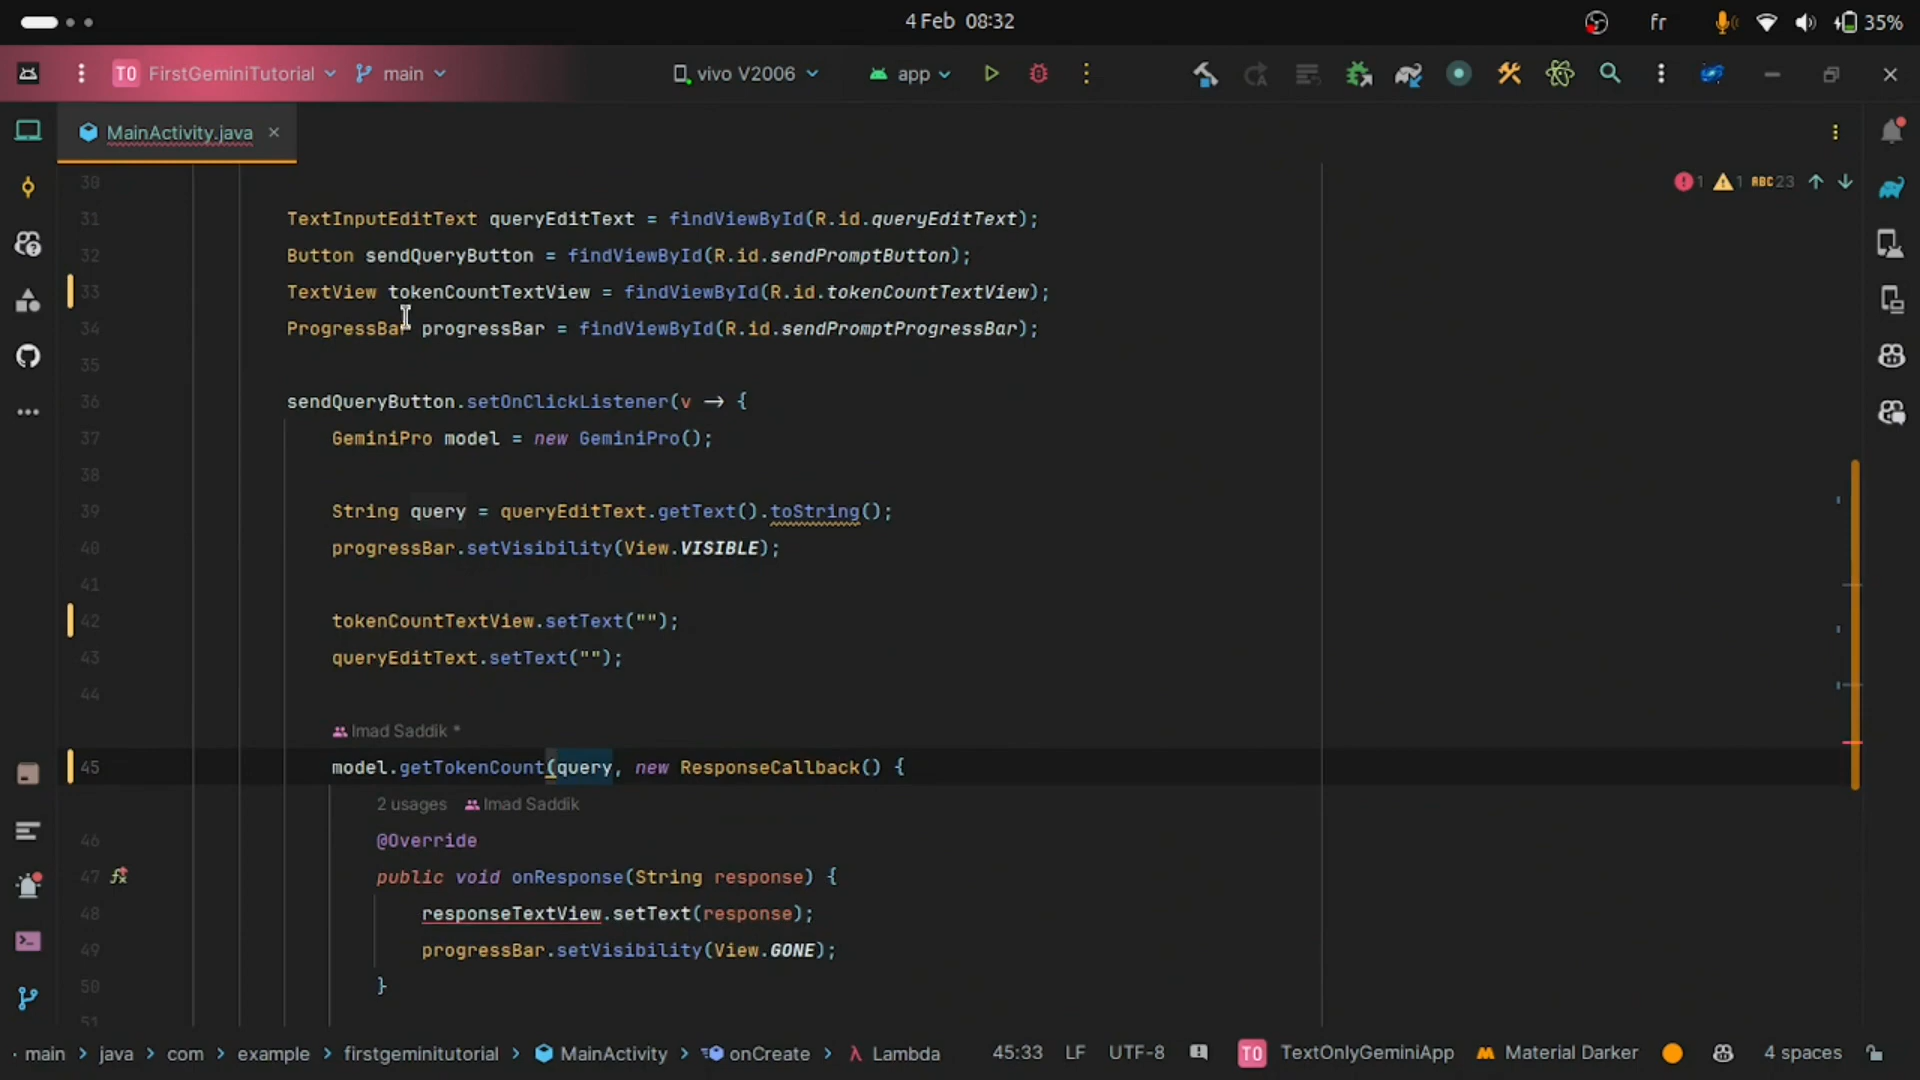 4 Feb 08:32
fr
35%
TO FirstGeminiTutorial main vivo V2006 app
MainActivity.java
1 1 ABC 23
30
31 TextInputEditText queryEditText = findViewById(R.id.queryEditText);
32 Button sendQueryButton = findViewById(R.id.sendPromptButton);
33 TextView tokenCountTextView = findViewById(R.id.tokenCountTextView);
34 ProgressBar progressBar = findViewById(R.id.sendPromptProgressBar);
35
36 sendQueryButton.setOnClickListener(v → {
37 GeminiPro model = new GeminiPro();
38
39 String query = queryEditText.getText().toString();
40 progressBar.setVisibility(View.VISIBLE);
41
42 tokenCountTextView.setText("");
43 queryEditText.setText("");
44
Imad Saddik *
45 model.getTokenCount(query, new ResponseCallback() {
2 usages Imad Saddik
46 @Override
47 public void onResponse(String response) {
48 responseTextView.setText(response);
49 progressBar.setVisibility(View.GONE);
50 }
51
main > java > com > example > firstgeminitutorial > MainActivity > onCreate > λ Lambda 45:33 LF UTF-8 TO TextOnlyGeminiApp Material Darker 4 spaces